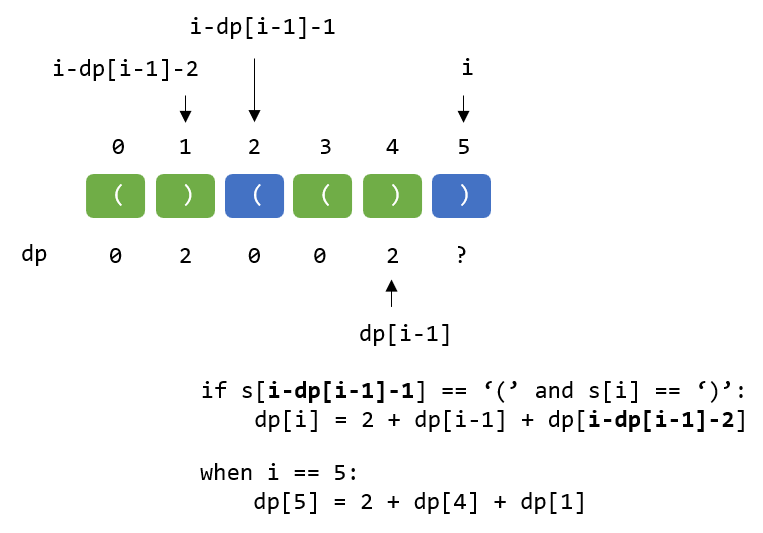 i-dp[i-1]-1
i-dp[i-1]-2 i
0 1 2 3 4 5
( ) ( ( ) )
dp 0 2 0 0 2 ?
dp[i-1]
if s[i-dp[i-1]-1] == ‘(’ and s[i] == ‘)’:
dp[i] = 2 + dp[i-1] + dp[i-dp[i-1]-2]
when i == 5:
dp[5] = 2 + dp[4] + dp[1]